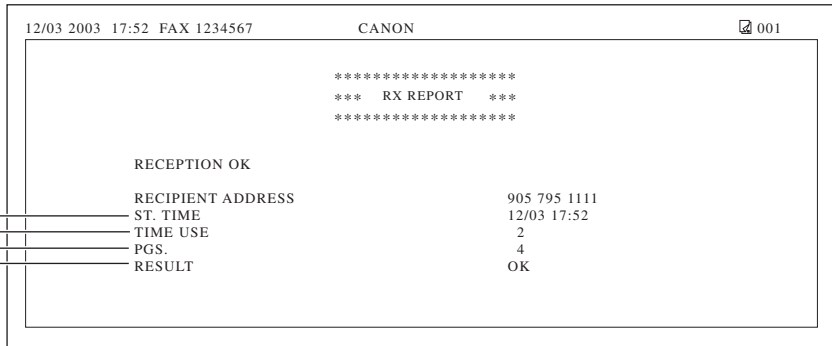 12/03 2003 17:52 FAX 1234567 CANON 001
*******************
*** RX REPORT ***
*******************
RECEPTION OK
RECIPIENT ADDRESS 905 795 1111
ST. TIME 12/03 17:52
TIME USE 2
PGS. 4
RESULT OK